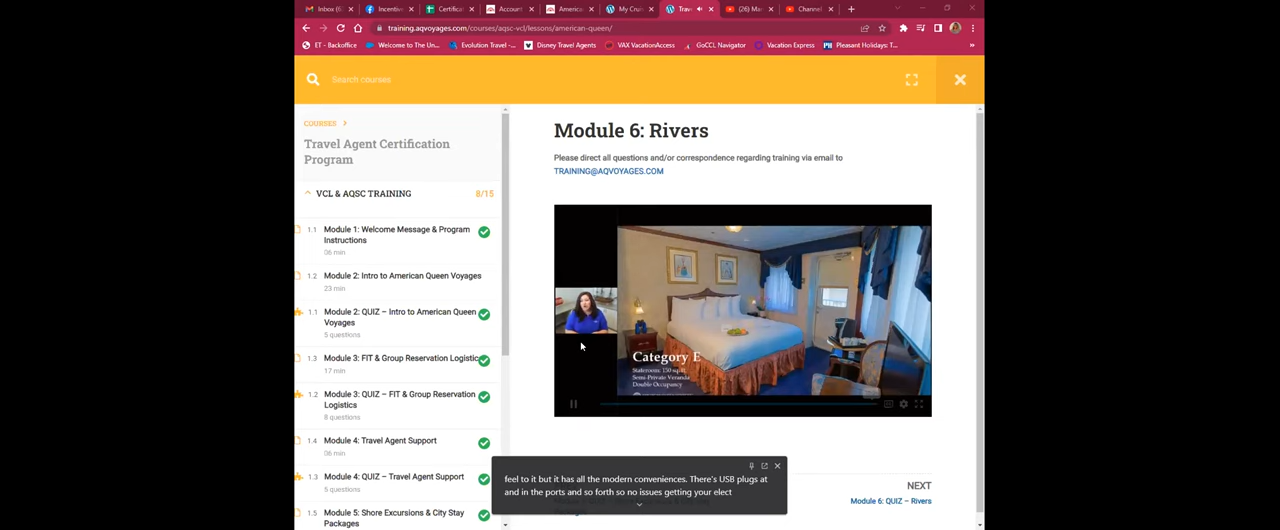 Inbox (6
Incentive
Certificat
Account
America
My Cru
Trav
(26) Ma
Channel
training.aqvoyages.com/courses/aqsc-vcl/lessons/american-queen/
ET - Backoffice
Welcome to The Un...
Evolution Travel -...
Disney Travel Agents
VAX VacationAccess
GoCCL Navigator
Vacation Express
Pleasant Holidays: T...
Search courses
COURSES >
Travel Agent Certification
Program
VCL & AQSC TRAINING 8/15
1.1 Module 1: Welcome Message & Program
Instructions
06 min
1.2 Module 2: Intro to American Queen Voyages
23 min
1.1 Module 2: QUIZ – Intro to American Queen
Voyages
5 questions
1.3 Module 3: FIT & Group Reservation Logistic
17 min
1.2 Module 3: QUIZ – FIT & Group Reservation
Logistics
8 questions
1.4 Module 4: Travel Agent Support
06 min
1.3 Module 4: QUIZ – Travel Agent Support
5 questions
1.5 Module 5: Shore Excursions & City Stay
Packages
Module 6: Rivers
Please direct all questions and/or correspondence regarding training via email to
TRAINING@AQVOYAGES.COM
Category E
Stateroom: 150 sq. ft.
Semi-Private Veranda
Double Occupancy
feel to it but it has all the modern conveniences. There's USB plugs at
and in the ports and so forth so no issues getting your elect
NEXT
Module 6: QUIZ – Rivers